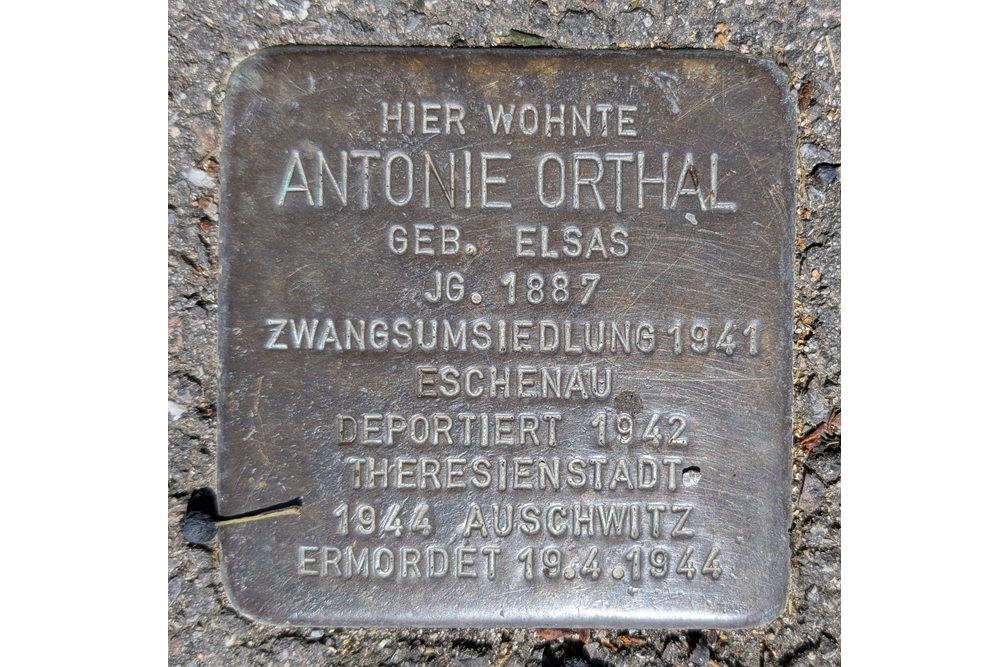 HIER WOHNTE
ANTONIE ORTHAL
GEB. ELSAS
JG. 1887
ZWANGSUMSIEDLUNG 1941
ESCHENAU
DEPORTIERT 1942
THERESIENSTADT
1944 AUSCHWITZ
ERMORDET 19.4.1944